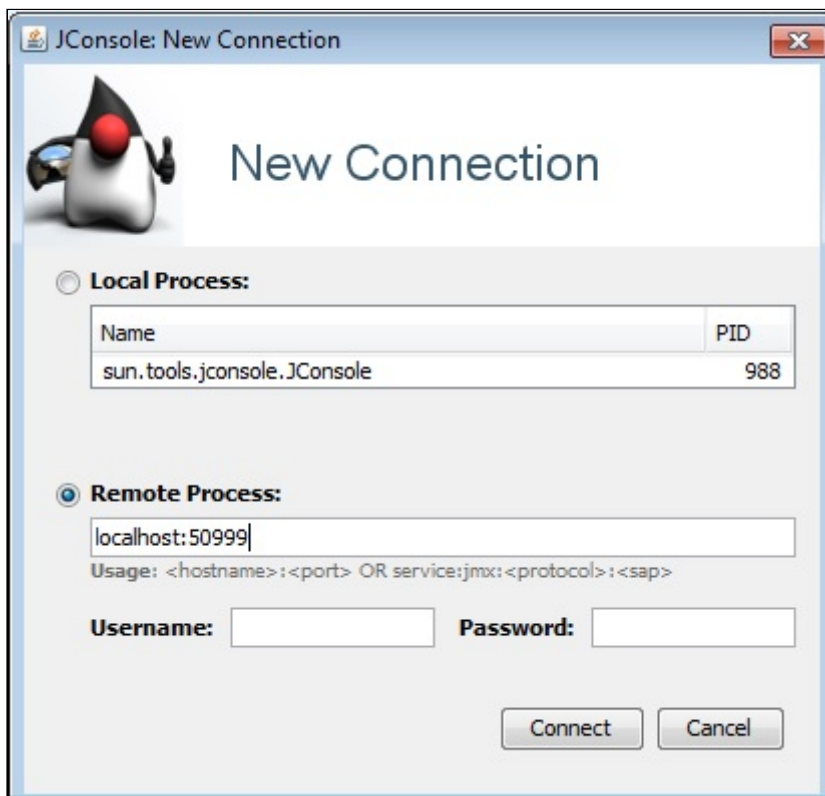 JConsole: New Connection
New Connection
Local Process:
Name PID
sun.tools.jconsole.JConsole 988
Remote Process:
localhost:50999
Usage: <hostname>:<port> OR service:jmx:<protocol>:<sap>
Username: Password:
Connect Cancel